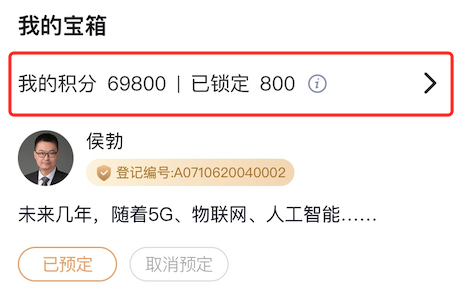 我的宝箱
我的积分 69800 | 已锁定 800
侯勃
登记编号:A0710620040002
未来几年，随着5G、物联网、人工智能……
已预定
取消预定